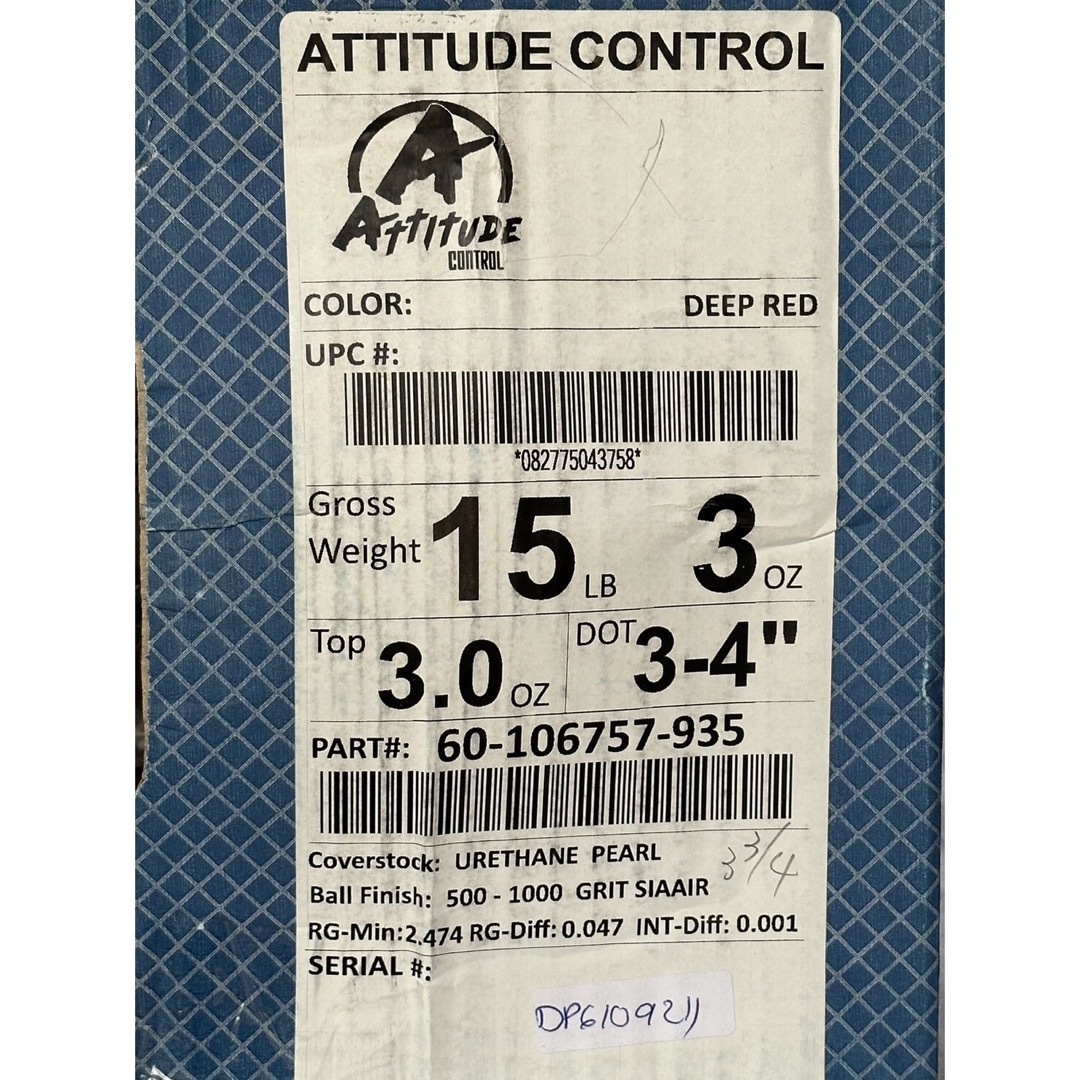 ATTITUDE CONTROL
A
ATTITUDE
CONTROL
COLOR: DEEP RED
UPC #:
*082775043758*
Gross Weight 15 LB 3 OZ
Top 3.0 OZ DOT 3-4"
PART#: 60-106757-935
Coverstock: URETHANE PEARL
3 3/4
Ball Finish: 500 - 1000 GRIT SIAAIR
RG-Min:2.474 RG-Diff: 0.047 INT-Diff: 0.001
SERIAL #:
DP6109211